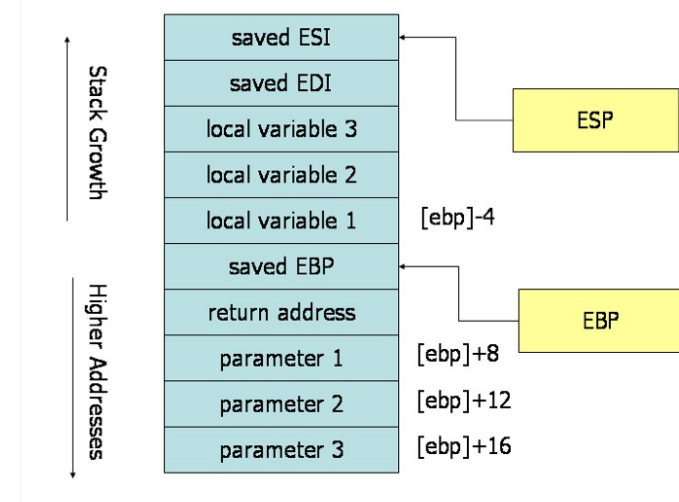 saved ESI
saved EDI
local variable 3
local variable 2
local variable 1
[ebp]-4
saved EBP
return address
parameter 1
[ebp]+8
parameter 2
[ebp]+12
parameter 3
[ebp]+16
ESP
EBP
Stack Growth
Higher Addresses